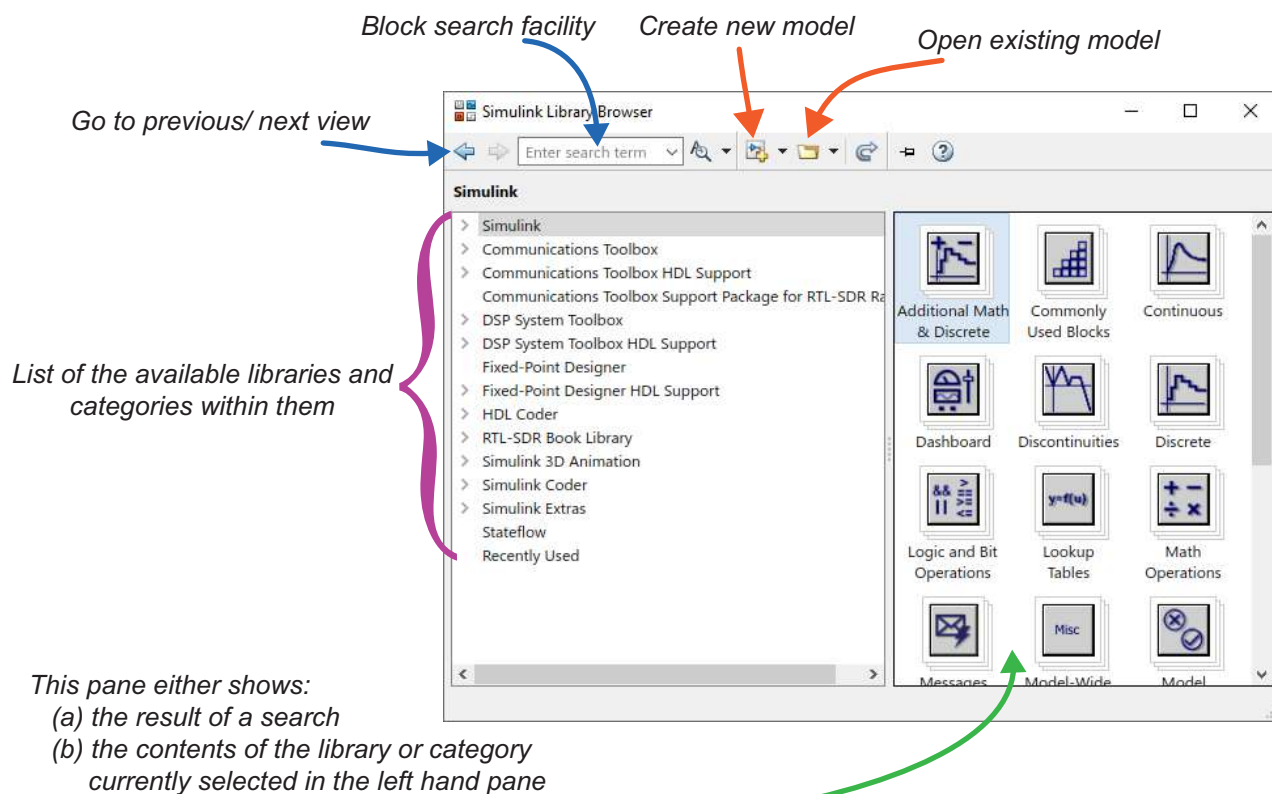 Block search facility
Create new model
Open existing model
Go to previous/ next view
Simulink Library Browser
Enter search term
Simulink
Simulink
Communications Toolbox
Communications Toolbox HDL Support
Communications Toolbox Support Package for RTL-SDR Ra
DSP System Toolbox
DSP System Toolbox HDL Support
Fixed-Point Designer
Fixed-Point Designer HDL Support
HDL Coder
RTL-SDR Book Library
Simulink 3D Animation
Simulink Coder
Simulink Extras
Stateflow
Recently Used
List of the available libraries and
categories within them
Additional Math
& Discrete
Commonly
Used Blocks
Continuous
Dashboard
Discontinuities
Discrete
&& >
|| ==
>=
<=
Logic and Bit
Operations
y=f(u)
Lookup
Tables
+ −
÷ ×
Math
Operations
Messages
Misc
Model-Wide
Model
This pane either shows:
(a) the result of a search
(b) the contents of the library or category
currently selected in the left hand pane